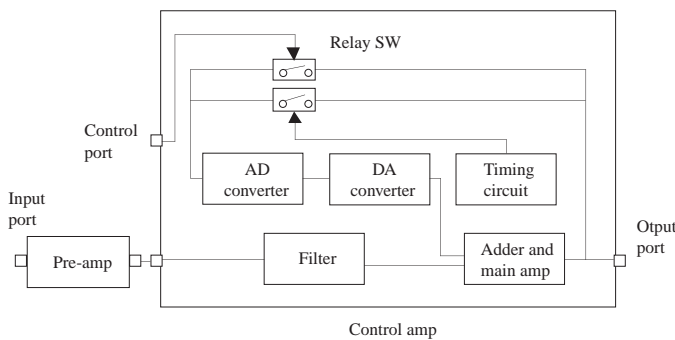 Relay SW
Control
port
AD
converter
DA
converter
Timing
circuit
Input
port
Pre-amp
Filter
Adder and
main amp
Otput
port
Control amp